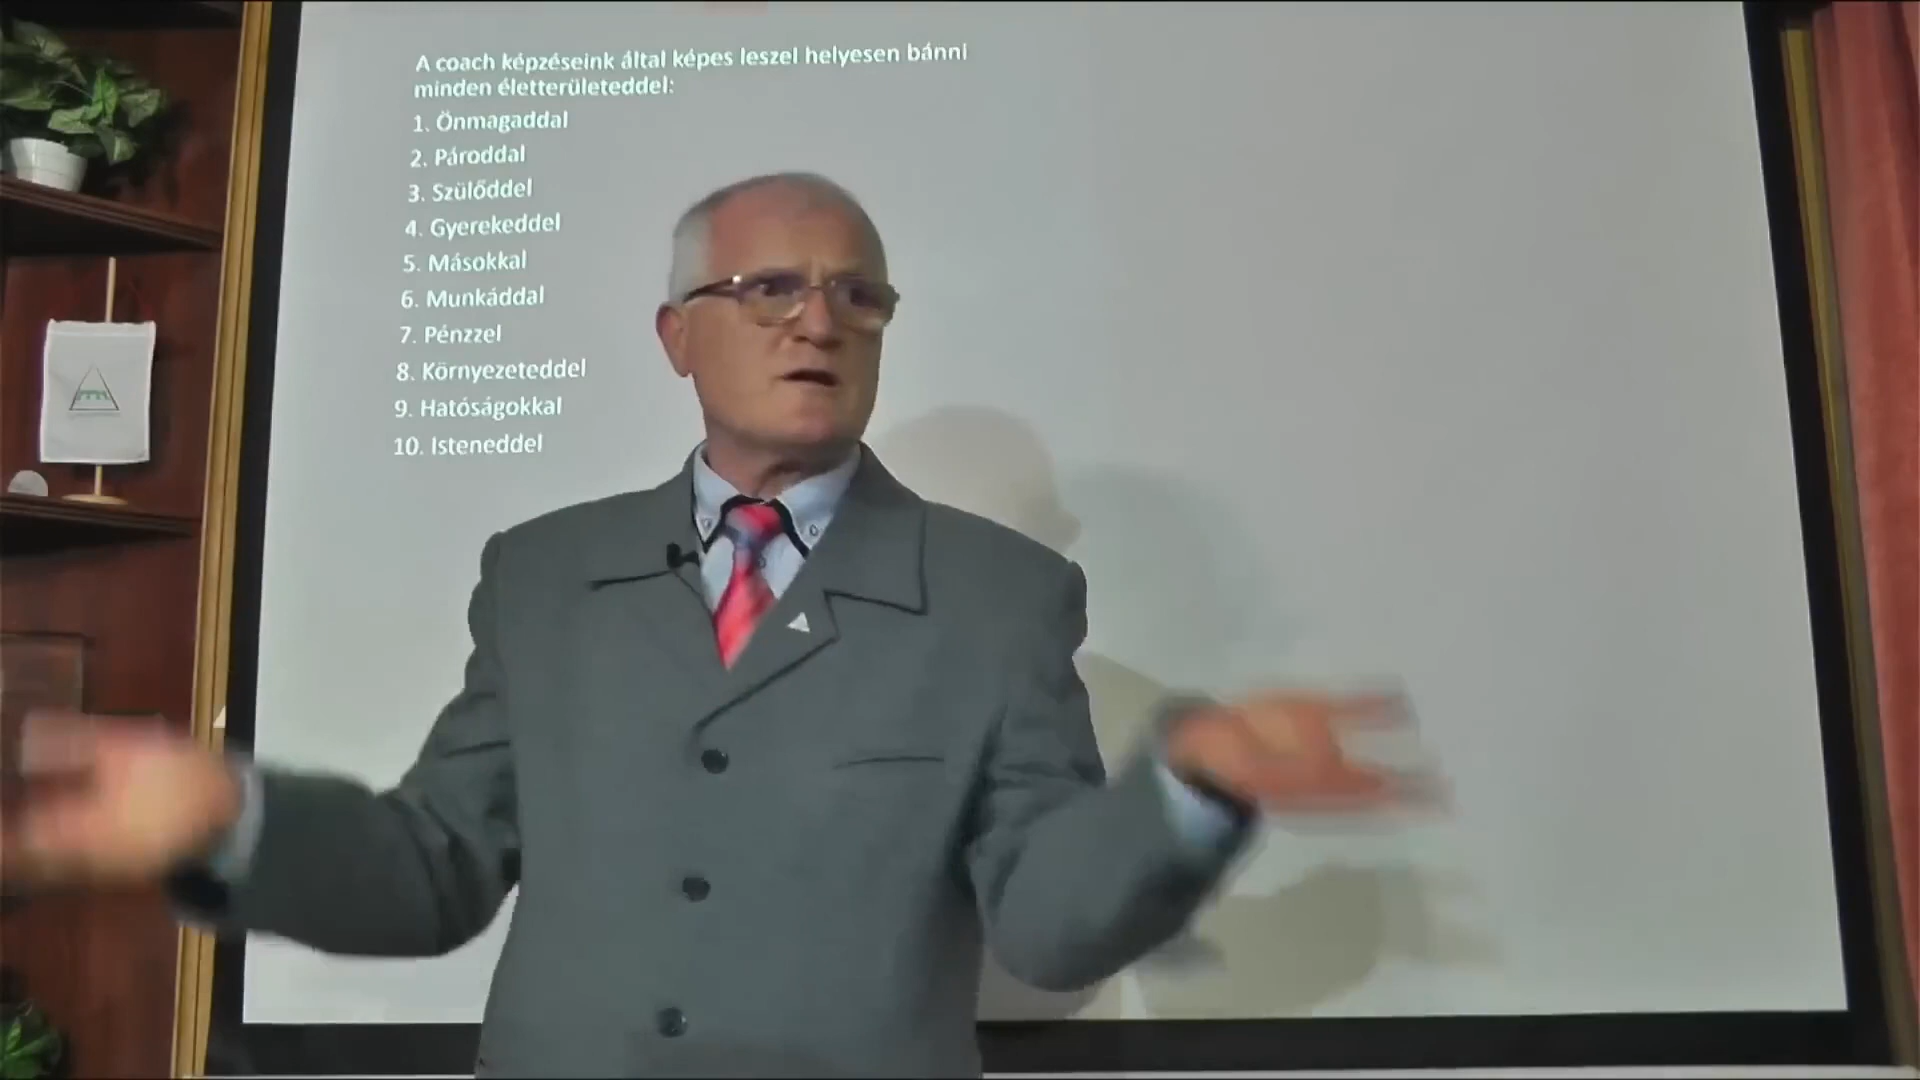 A coach képzéseink által képes leszel helyesen bánni
minden életterületeddel:
1. Önmagaddal
2. Pároddal
3. Szülőddel
4. Gyerekeddel
5. Másokkal
6. Munkáddal
7. Pénzzel
8. Környezeteddel
9. Hatóságokkal
10. Isteneddel